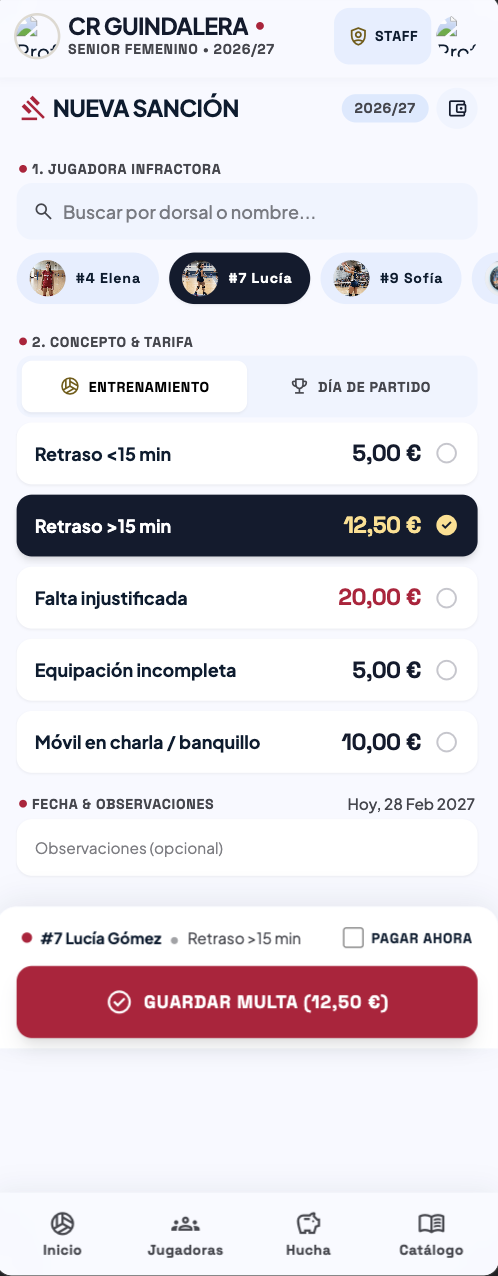 CR GUINDALERA
SENIOR FEMENINO • 2026/27
STAFF
NUEVA SANCIÓN
2026/27
1. JUGADORA INFRACTORA
Buscar por dorsal o nombre...
#4 Elena
#7 Lucía
#9 Sofía
2. CONCEPTO & TARIFA
ENTRENAMIENTO
DÍA DE PARTIDO
Retraso <15 min 5,00 €
Retraso >15 min 12,50 €
Falta injustificada 20,00 €
Equipación incompleta 5,00 €
Móvil en charla / banquillo 10,00 €
FECHA & OBSERVACIONES Hoy, 28 Feb 2027
Observaciones (opcional)
#7 Lucía Gómez • Retraso >15 min PAGAR AHORA
GUARDAR MULTA (12,50 €)
Inicio
Jugadoras
Hucha
Catálogo